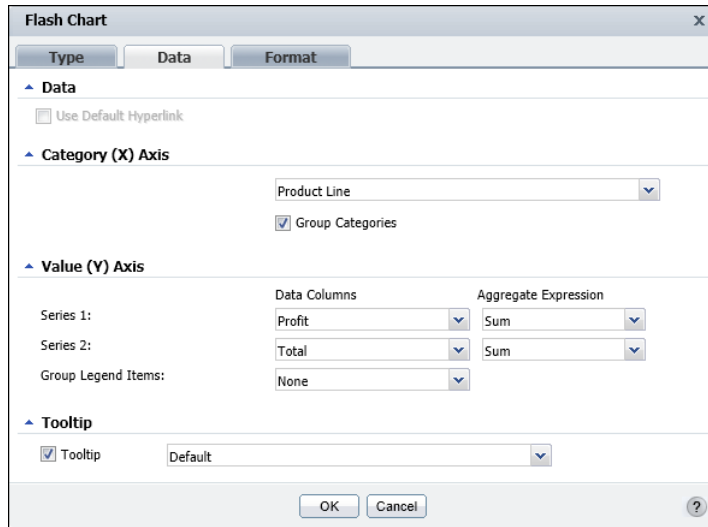 Flash Chart x
Type Data Format
Data
Use Default Hyperlink
Category (X) Axis
Product Line
Group Categories
Value (Y) Axis
Data Columns Aggregate Expression
Series 1: Profit Sum
Series 2: Total Sum
Group Legend Items: None
Tooltip
Tooltip Default
OK Cancel ?